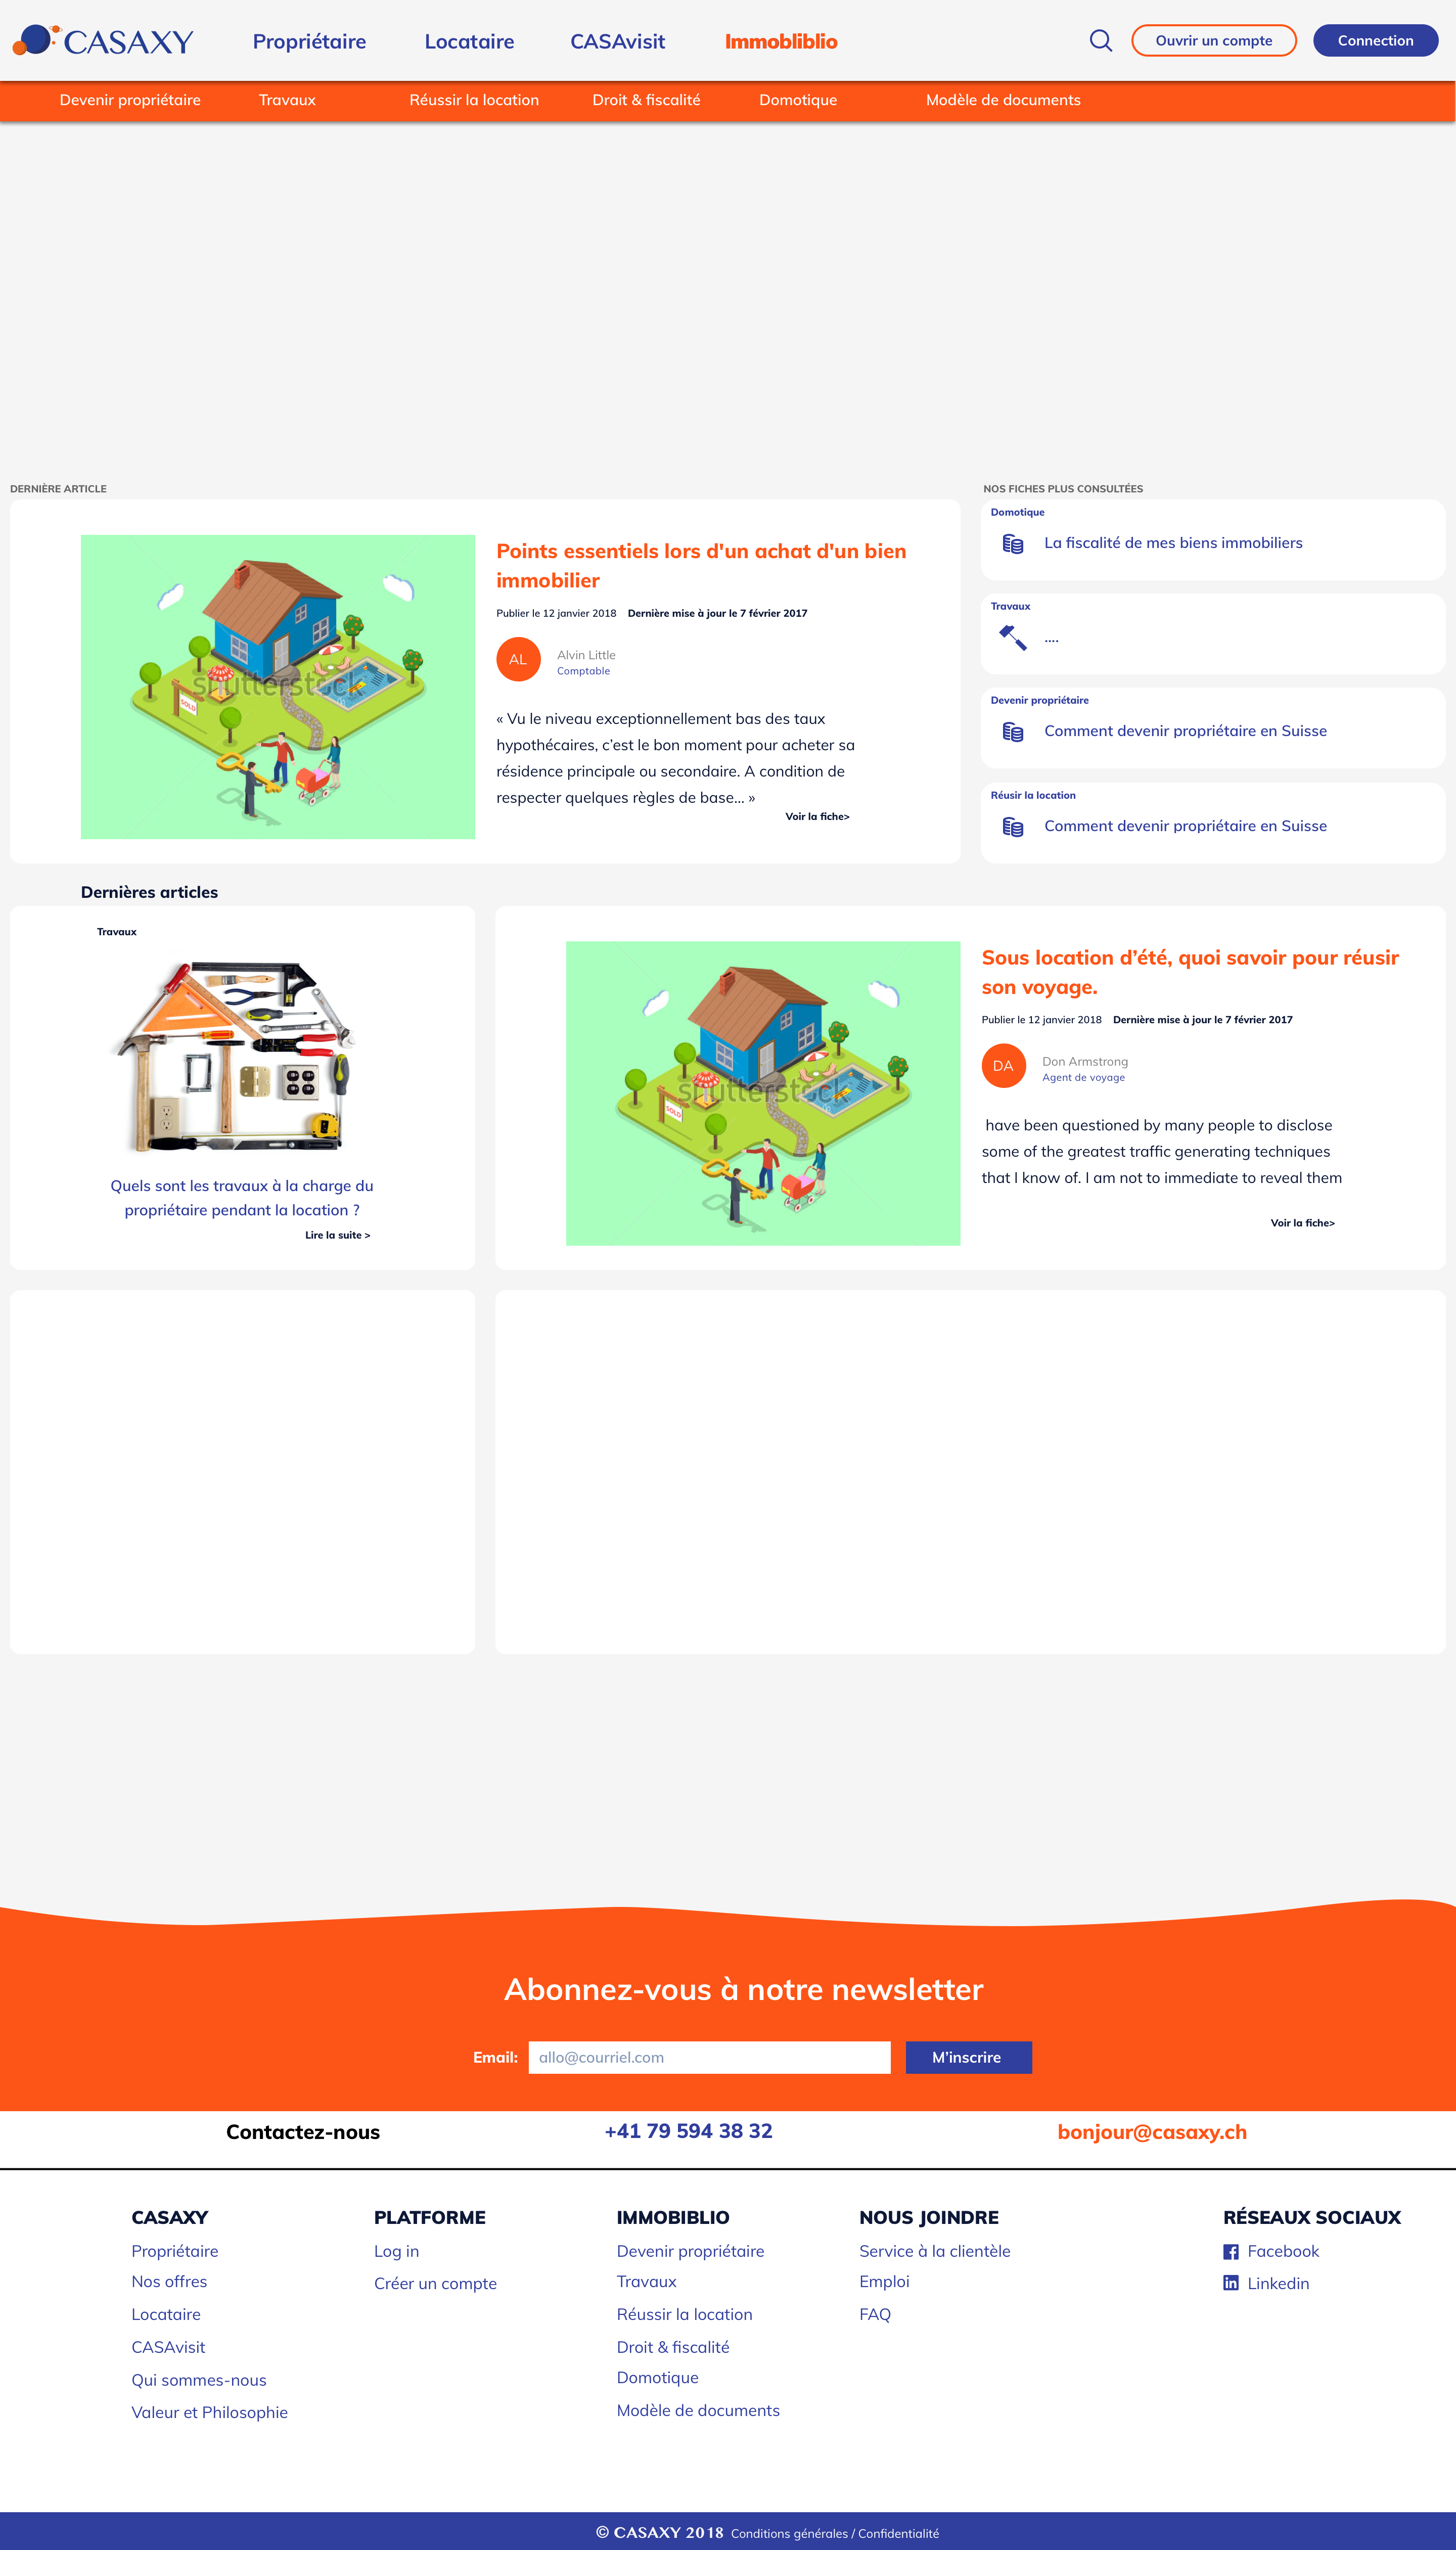 CASAXY
Propriétaire
Locataire
CASAvisit
Immobliblio
Ouvrir un compte
Connection
Devenir propriétaire
Travaux
Réussir la location
Droit & fiscalité
Domotique
Modèle de documents
DERNIÈRE ARTICLE
shutterstock
SOLD
Points essentiels lors d'un achat d'un bien
immobilier
Publier le 12 janvier 2018 Dernière mise à jour le 7 février 2017
AL
Alvin Little
Comptable
« Vu le niveau exceptionnellement bas des taux
hypothécaires, c’est le bon moment pour acheter sa
résidence principale ou secondaire. A condition de
respecter quelques règles de base... »
Voir la fiche>
NOS FICHES PLUS CONSULTÉES
Domotique
La fiscalité de mes biens immobiliers
Travaux
....
Devenir propriétaire
Comment devenir propriétaire en Suisse
Réusir la location
Comment devenir propriétaire en Suisse
Dernières articles
Travaux
Quels sont les travaux à la charge du
propriétaire pendant la location ?
Lire la suite >
shutterstock
SOLD
Sous location d’été, quoi savoir pour réusir
son voyage.
Publier le 12 janvier 2018 Dernière mise à jour le 7 février 2017
DA
Don Armstrong
Agent de voyage
have been questioned by many people to disclose
some of the greatest traffic generating techniques
that I know of. I am not to immediate to reveal them
Voir la fiche>
Abonnez-vous à notre newsletter
Email:
allo@courriel.com
M’inscrire
Contactez-nous
+41 79 594 38 32
bonjour@casaxy.ch
CASAXY
Propriétaire
Nos offres
Locataire
CASAvisit
Qui sommes-nous
Valeur et Philosophie
PLATFORME
Log in
Créer un compte
IMMOBIBLIO
Devenir propriétaire
Travaux
Réussir la location
Droit & fiscalité
Domotique
Modèle de documents
NOUS JOINDRE
Service à la clientèle
Emploi
FAQ
RÉSEAUX SOCIAUX
Facebook
Linkedin
© CASAXY 2018 Conditions générales / Confidentialité